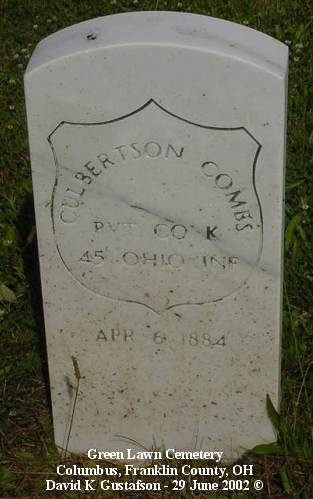 CULBERTSON COMBS
PVT CO K
45 OHIO INF
APR 6 1884
Green Lawn Cemetery
Columbus, Franklin County, OH
David K Gustafson - 29 June 2002 ©